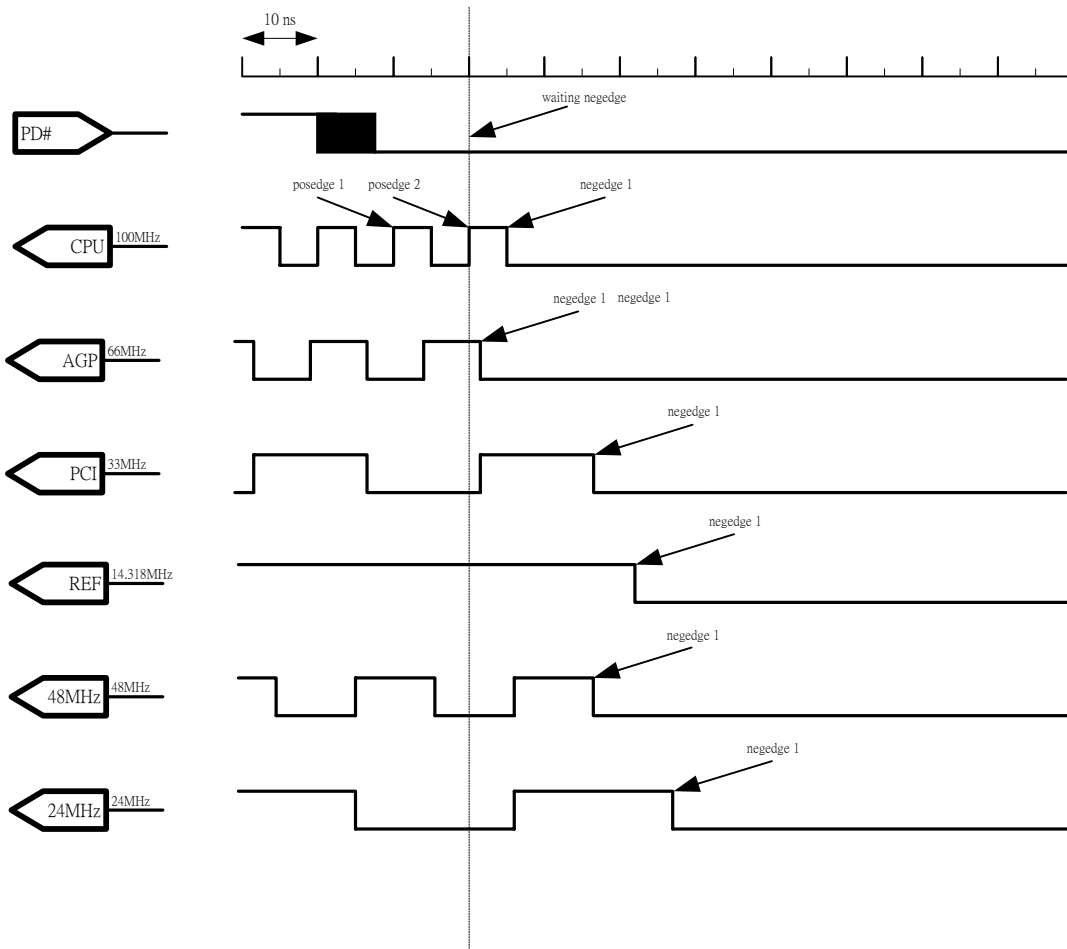 10 ns
waiting negedge
PD#
posedge 1 posedge 2 negedge 1
CPU 100MHz
negedge 1 negedge 1
AGP 66MHz
negedge 1
PCI 33MHz
negedge 1
REF 14.318MHz
negedge 1
48MHz 48MHz
negedge 1
24MHz 24MHz